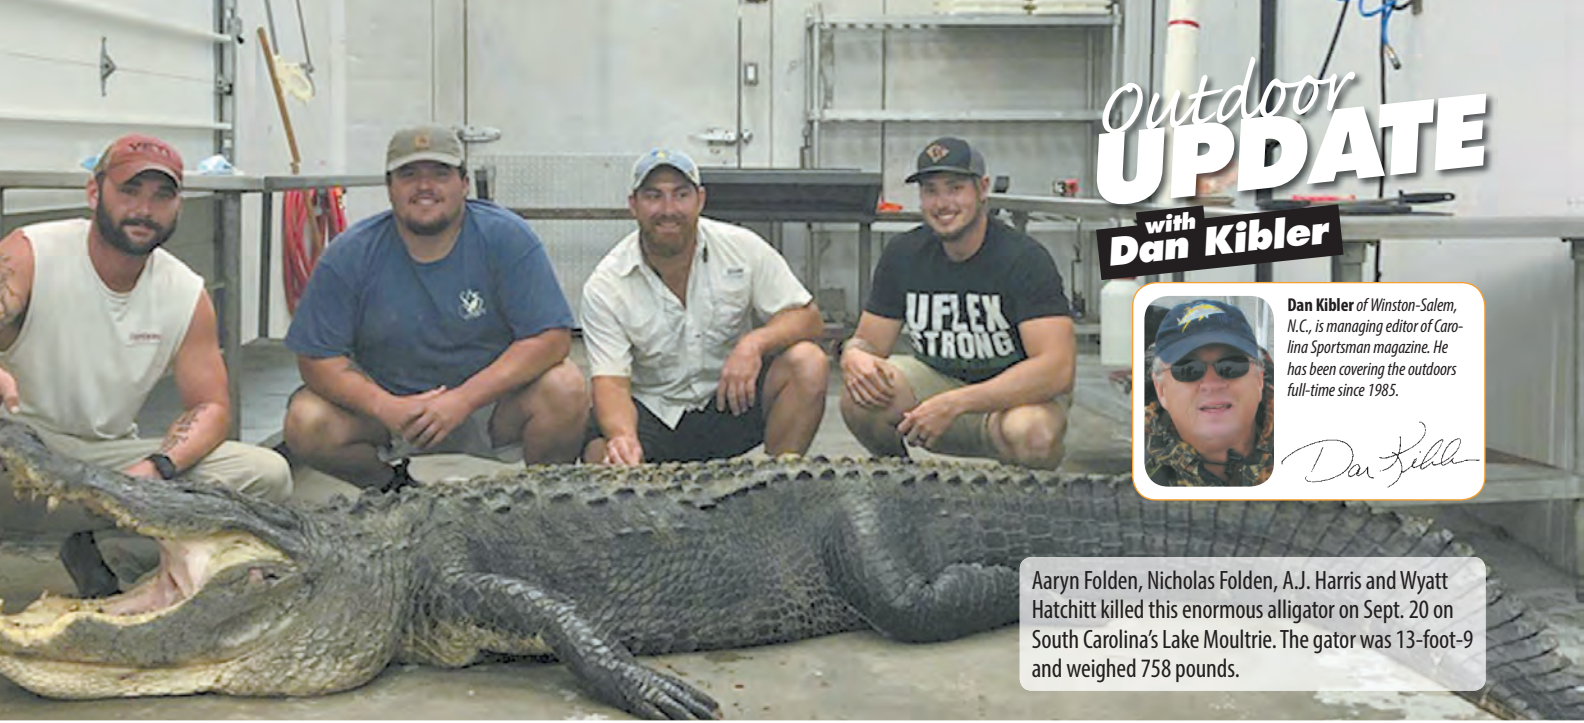 Outdoor
UPDATE
with
Dan Kibler
Dan Kibler of Winston-Salem,
N.C., is managing editor of Caro-
lina Sportsman magazine. He
has been covering the outdoors
full-time since 1985.
Dan Kibler
YETI
UFLEX
STRONG
Aaryn Folden, Nicholas Folden, A.J. Harris and Wyatt
Hatchitt killed this enormous alligator on Sept. 20 on
South Carolina’s Lake Moultrie. The gator was 13-foot-9
and weighed 758 pounds.